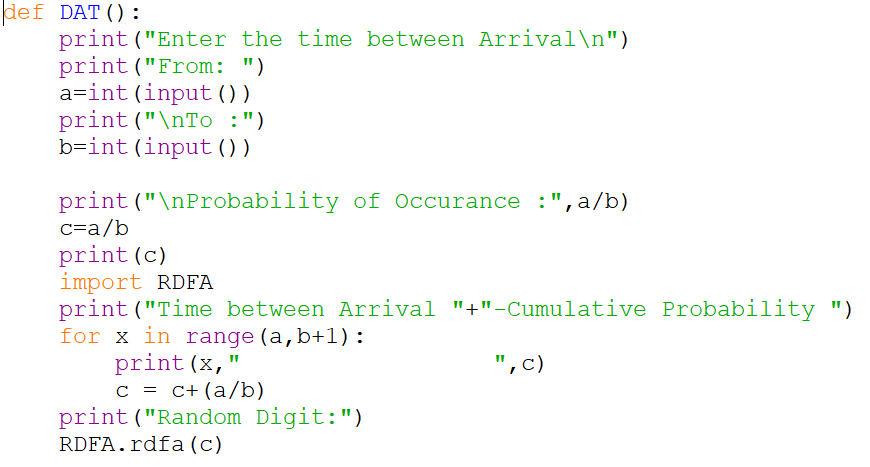 def DAT():
    print("Enter the time between Arrival\n")
    print("From: ")
    a=int(input())
    print("\nTo :")
    b=int(input())

    print("\nProbability of Occurance :",a/b)
    c=a/b
    print(c)
    import RDFA
    print("Time between Arrival "+"-Cumulative Probability ")
    for x in range(a,b+1):
        print(x,"                      ",c)
        c = c+(a/b)
    print("Random Digit:")
    RDFA.rdfa(c)